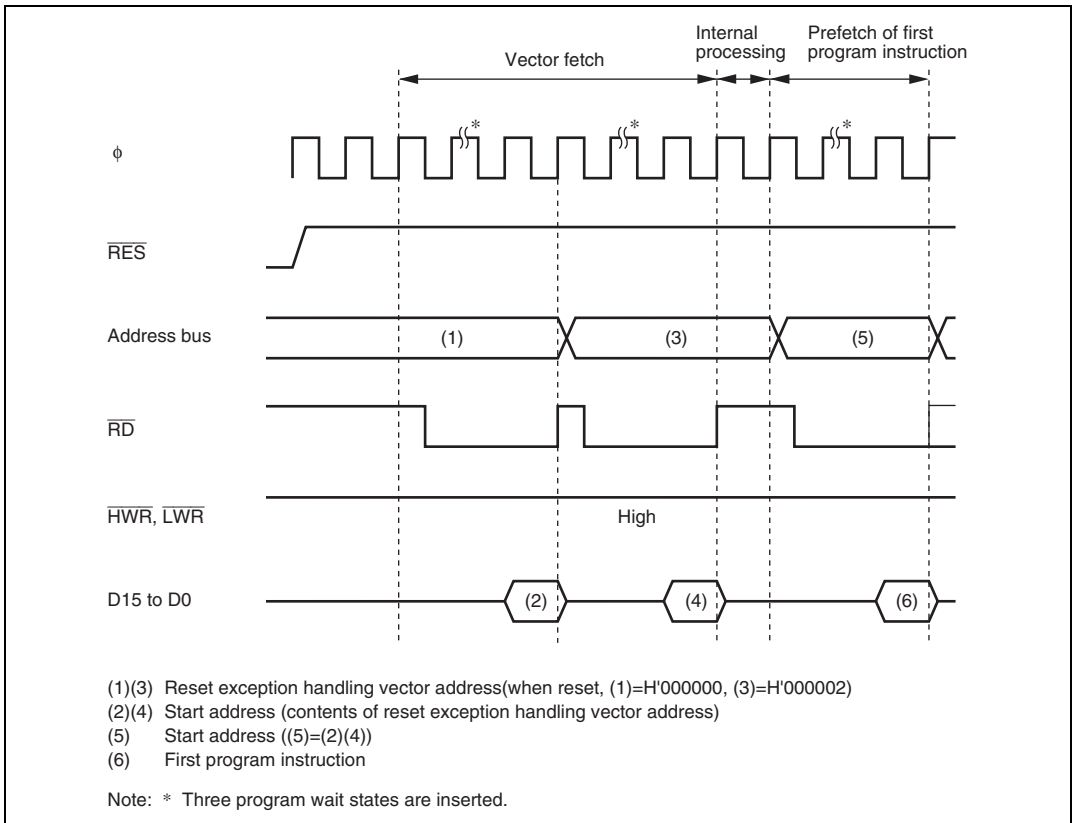 Internal
processing
Prefetch of first
program instruction
Vector fetch
*
*
*
ϕ
RES
Address bus
(1)
(3)
(5)
RD
HWR, LWR
High
D15 to D0
(2)
(4)
(6)
(1)(3) Reset exception handling vector address(when reset, (1)=H'000000, (3)=H'000002)
(2)(4) Start address (contents of reset exception handling vector address)
(5) Start address ((5)=(2)(4))
(6) First program instruction
Note: * Three program wait states are inserted.